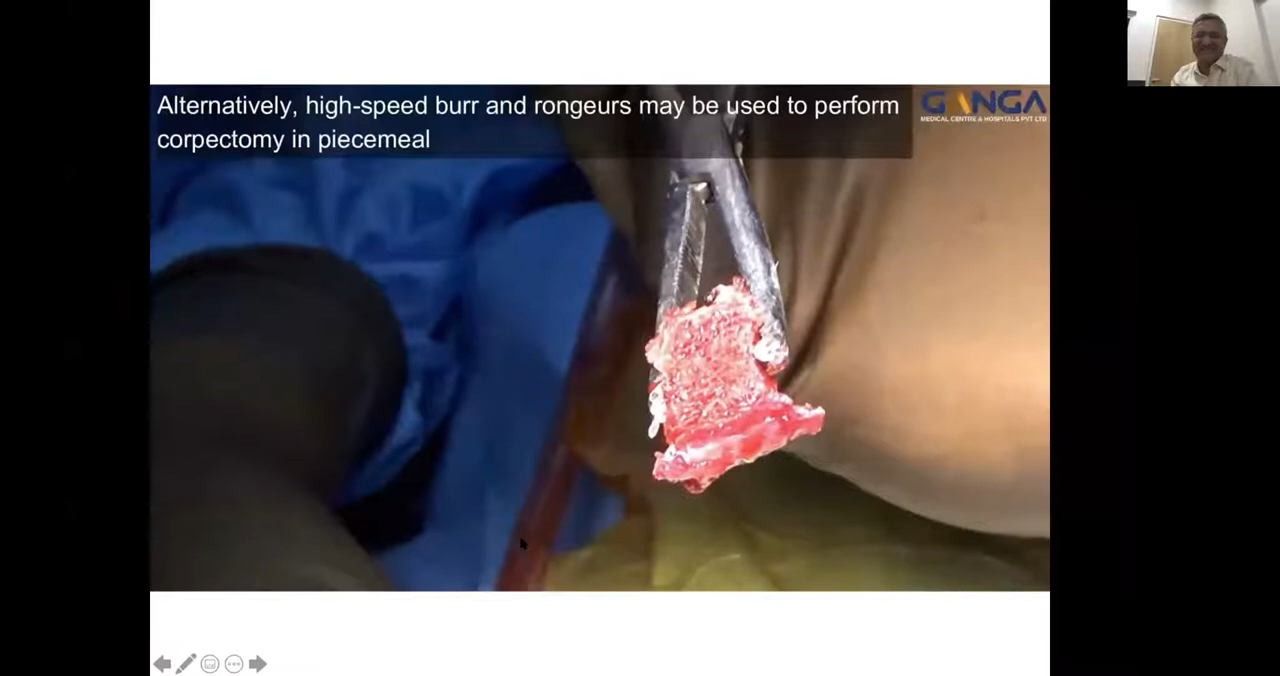 Alternatively, high-speed burr and rongeurs may be used to perform
corpectomy in piecemeal
GANGA
MEDICAL CENTRE & HOSPITALS PVT LTD